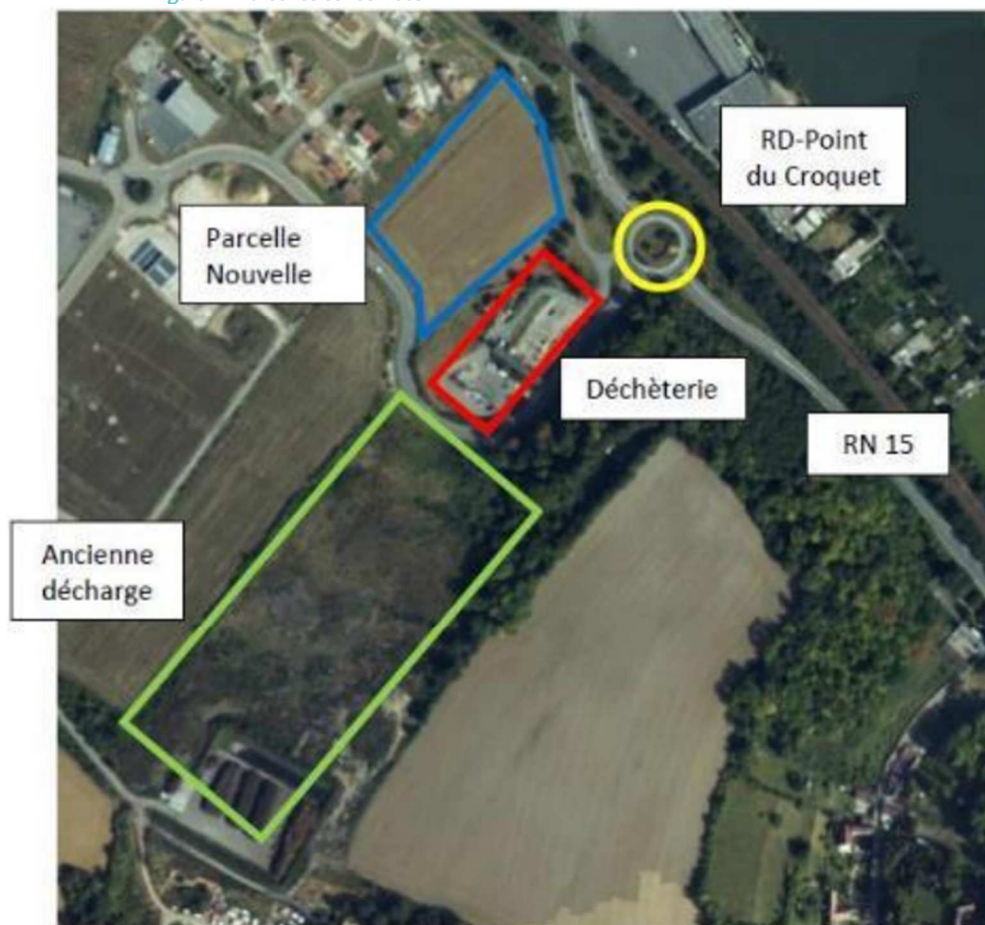 RD-Point
du Croquet
Parcelle
Nouvelle
Déchèterie
RN 15
Ancienne
décharge